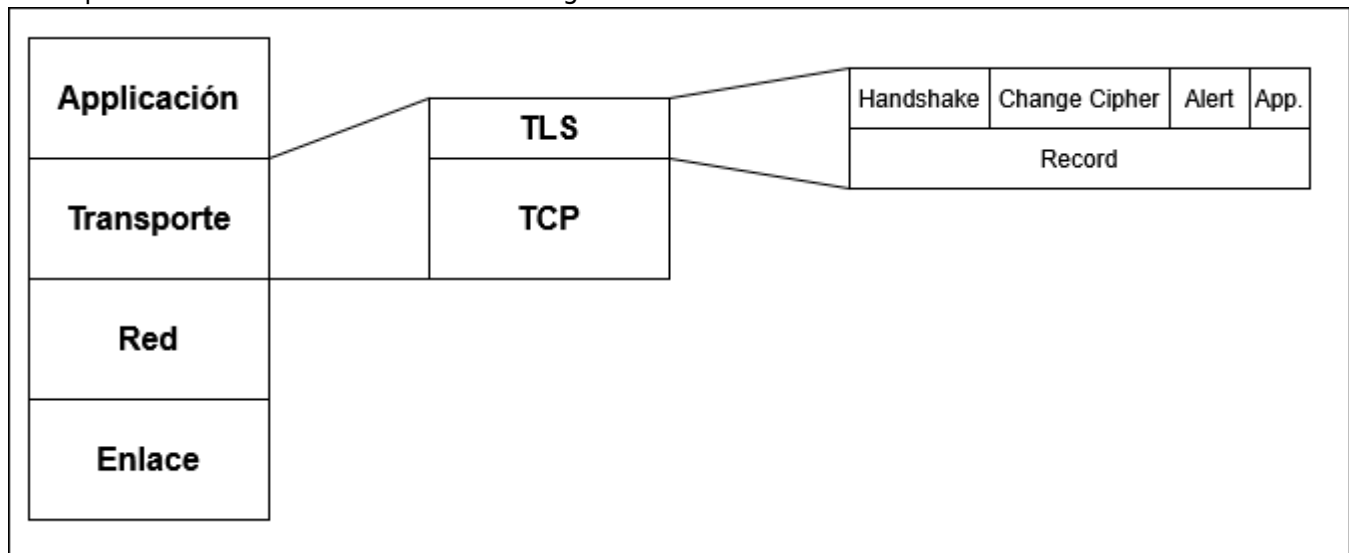 Applicación
Transporte
Red
Enlace
TLS
TCP
Handshake
Change Cipher
Alert
App.
Record